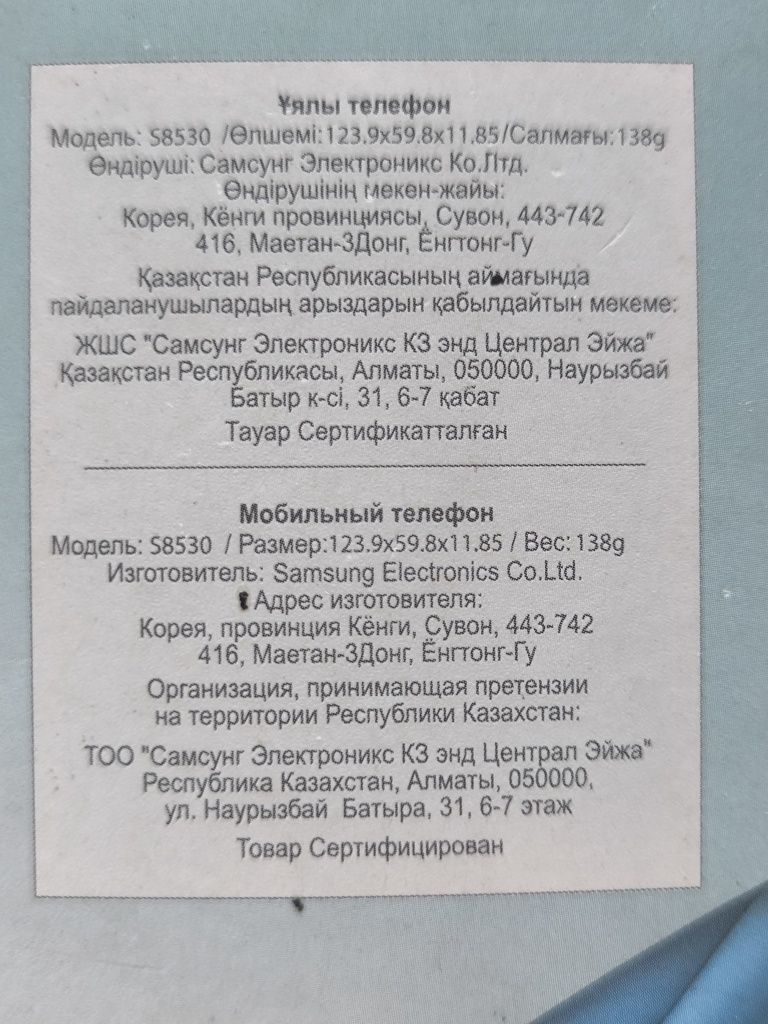 Ұялы телефон
Модель: S8530 /Өлшемі:123.9x59.8x11.85/Салмағы:138g
Өндіруші: Самсунг Электроникс Ко.Лтд.
Өндірушінің мекен-жайы:
Корея, Кёнги провинциясы, Сувон, 443-742
416, Маетан-3Донг, Ёнгтонг-Гу
Қазақстан Республикасының аймағында
пайдаланушылардың арыздарын қабылдайтын мекеме:
ЖШС "Самсунг Электроникс КЗ энд Централ Эйжа"
Қазақстан Республикасы, Алматы, 050000, Наурызбай
Батыр к-сі, 31, 6-7 қабат
Тауар Сертификатталған
Мобильный телефон
Модель: S8530 / Размер:123.9x59.8x11.85 / Вес: 138g
Изготовитель: Samsung Electronics Co.Ltd.
Адрес изготовителя:
Корея, провинция Кёнги, Сувон, 443-742
416, Маетан-3Донг, Ёнгтонг-Гу
Организация, принимающая претензии
на территории Республики Казахстан:
ТОО "Самсунг Электроникс КЗ энд Централ Эйжа"
Республика Казахстан, Алматы, 050000,
ул. Наурызбай Батыра, 31, 6-7 этаж
Товар Сертифицирован